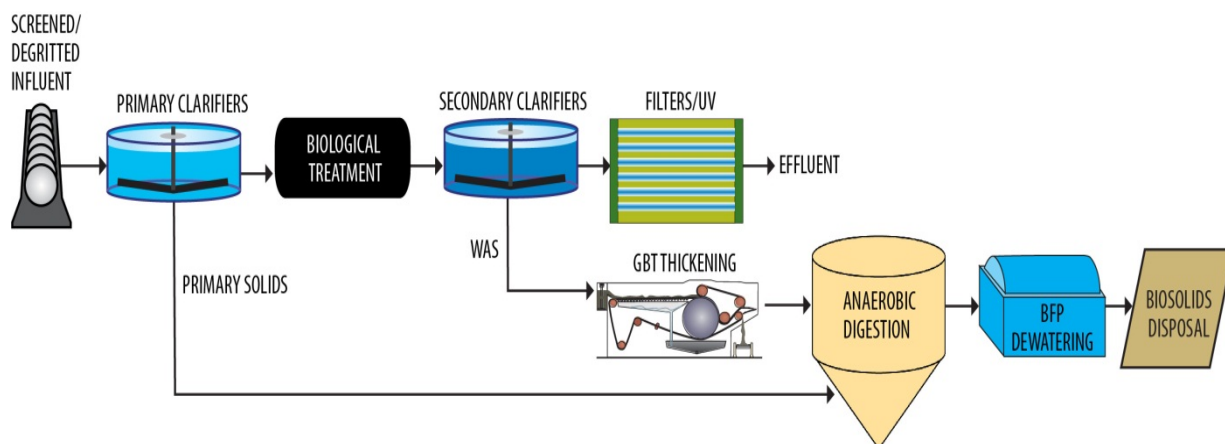 SCREENED/
DEGRITTED
INFLUENT
PRIMARY CLARIFIERS
BIOLOGICAL
TREATMENT
SECONDARY CLARIFIERS
FILTERS/UV
EFFLUENT
WAS
PRIMARY SOLIDS
GBT THICKENING
ANAEROBIC
DIGESTION
BFP
DEWATERING
BIOSOLIDS
DISPOSAL